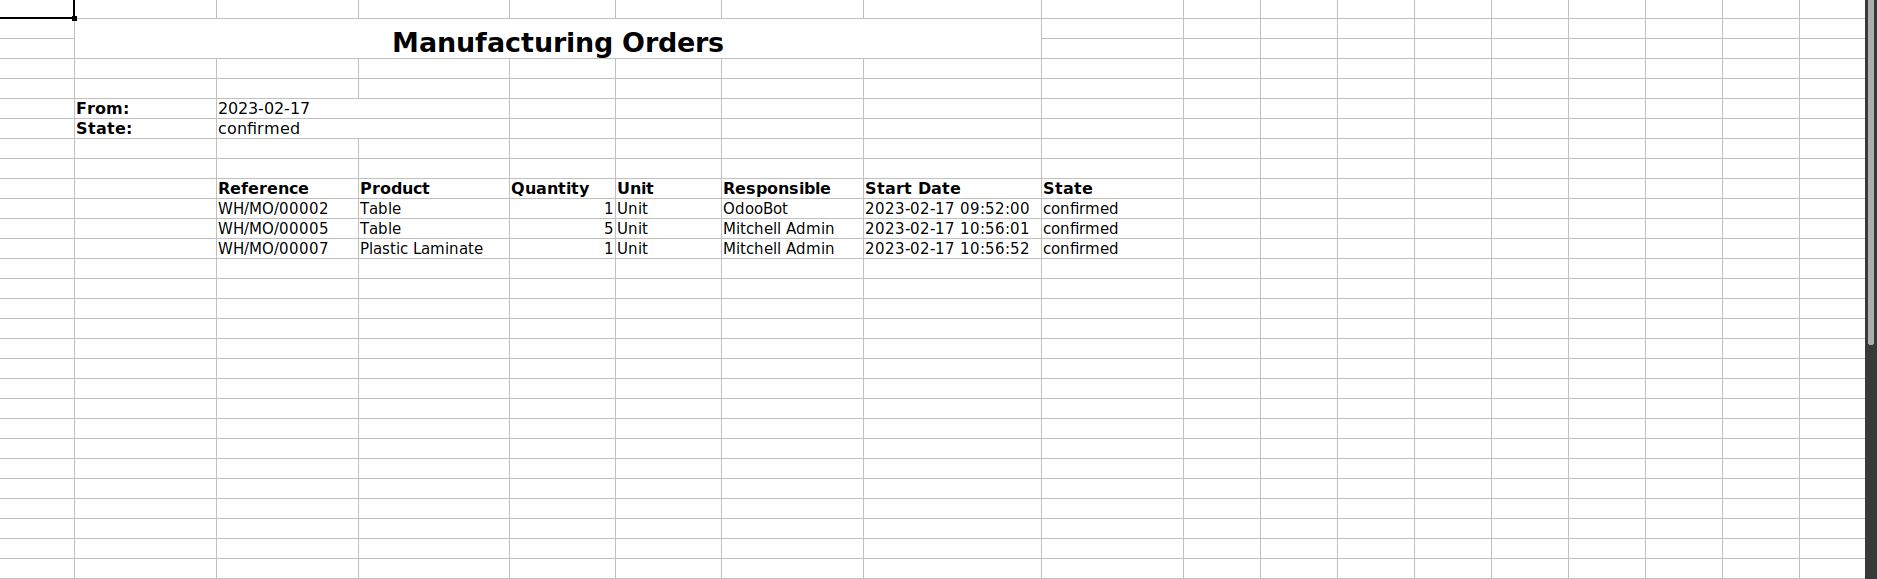 Manufacturing Orders
From: 2023-02-17
State: confirmed
Reference Product Quantity Unit Responsible Start Date State
WH/MO/00002 Table 1 Unit OdooBot 2023-02-17 09:52:00 confirmed
WH/MO/00005 Table 5 Unit Mitchell Admin 2023-02-17 10:56:01 confirmed
WH/MO/00007 Plastic Laminate 1 Unit Mitchell Admin 2023-02-17 10:56:52 confirmed